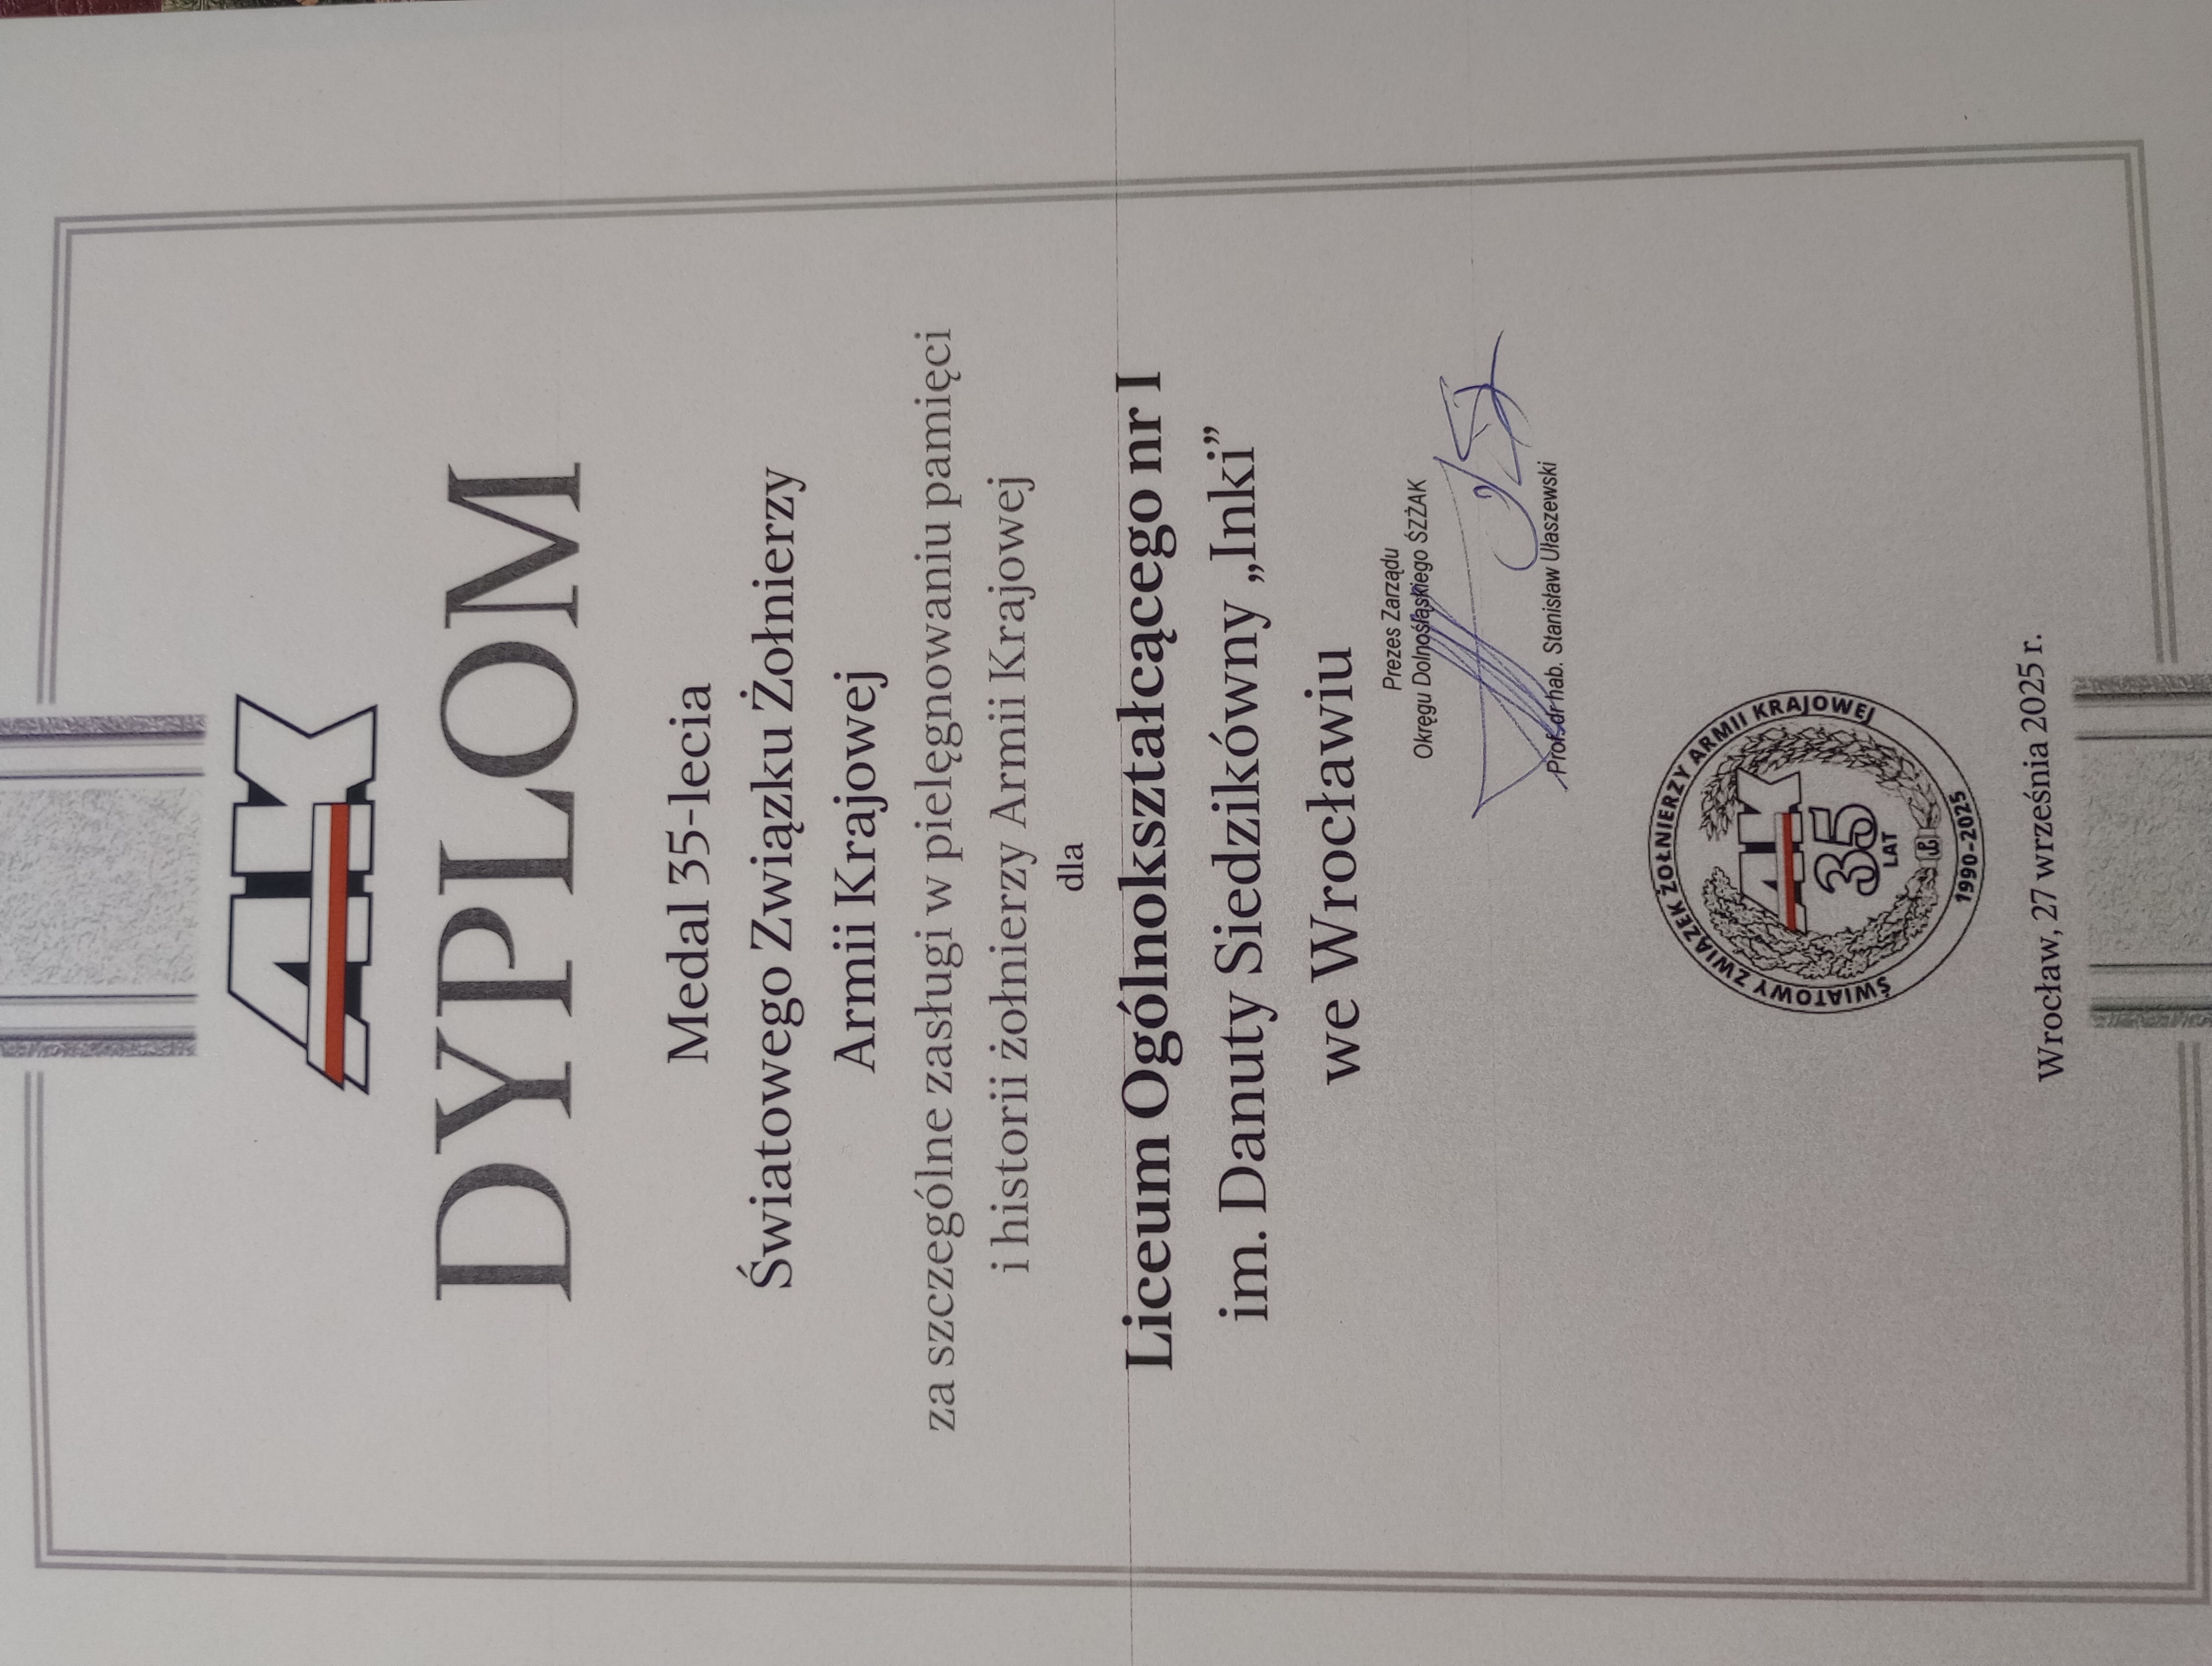 AK
DYPLOM
Medal 35-lecia
Światowego Związku Żołnierzy
Armii Krajowej
za szczególne zasługi w pielęgnowaniu pamięci
i historii żołnierzy Armii Krajowej
dla
Liceum Ogólnokształcącego nr I
im. Danuty Siedzikówny „Inki”
we Wrocławiu
Prezes Zarządu
Okręgu Dolnośląskiego ŚZŻAK
Prof. dr hab. Stanisław Ułaszewski
ŚWIATOWY ZWIĄZEK ŻOŁNIERZY ARMII KRAJOWEJ
AK
35
LAT
1990-2025
Wrocław, 27 września 2025 r.